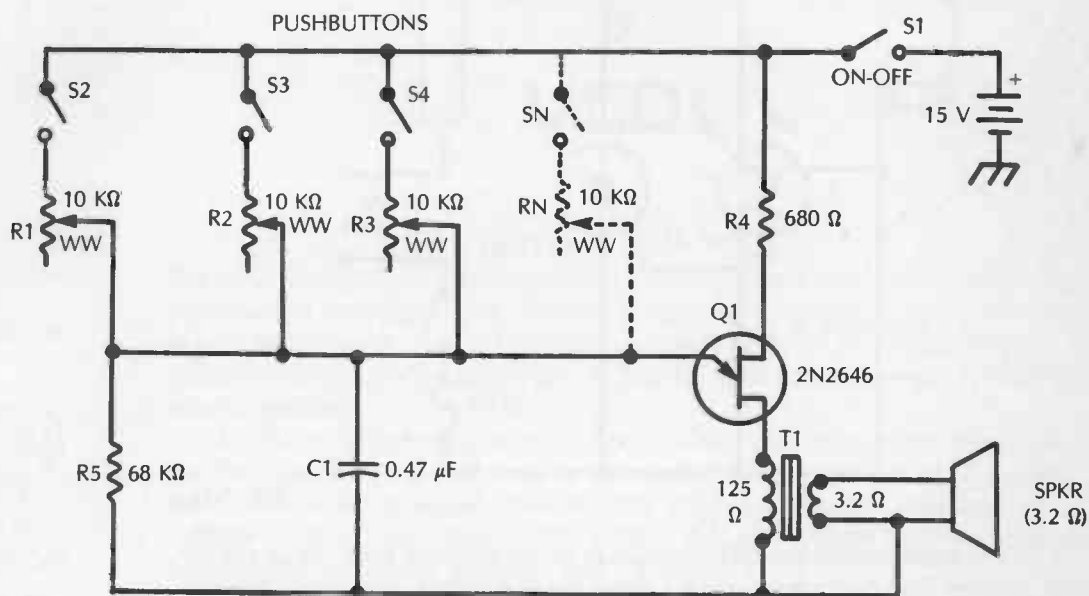 PUSHBUTTONS
S1
ON-OFF
+
15 V
S2
S3
S4
SN
R1
10 KΩ
WW
R2
10 KΩ
WW
R3
10 KΩ
WW
RN
10 KΩ
WW
R4
680 Ω
Q1
2N2646
R5
68 KΩ
C1
0.47 μF
T1
125
Ω
3.2 Ω
SPKR
(3.2 Ω)